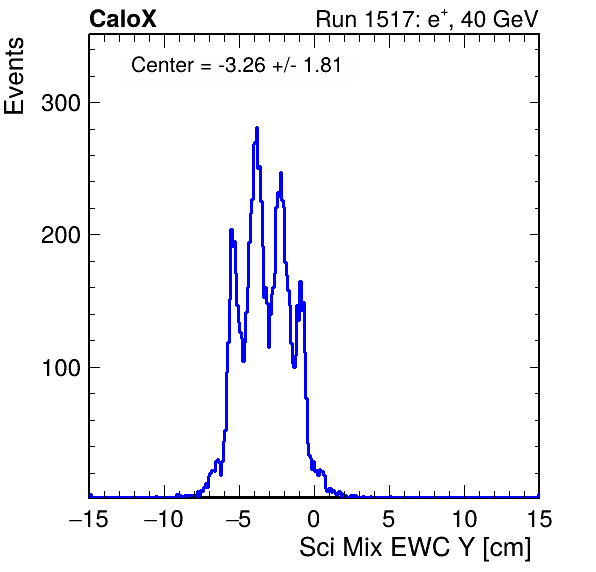 CaloX Run 1517: e⁺, 40 GeV
Center = -3.26 +/- 1.81
Events
300
200
100
−15 −10 −5 0 5 10 15
Sci Mix EWC Y [cm]